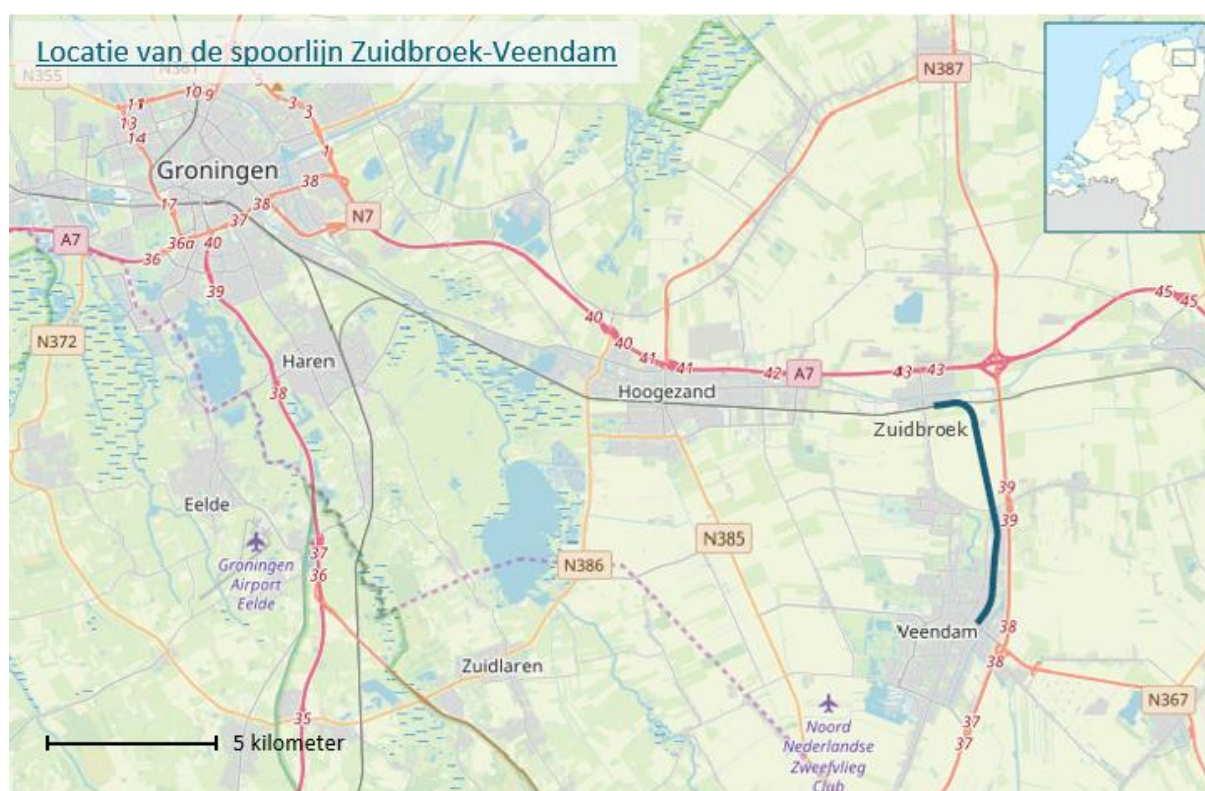 Locatie van de spoorlijn Zuidbroek-Veendam
N355
N361
5
N387
11
10
9
3
3
13
14
1
Groningen
38
17
38
N7
37
A7
36a
40
36
39
45
45
40
N372
40
Haren
41
41
42
A7
43
43
38
Hoogezand
Zuidbroek
39
Eelde
39
N385
37
Groningen
Airport
Eelde
36
N386
Veendam
38
38
Zuidlaren
N367
35
37
37
5 kilometer
Noord
Nederlandse
Zweefvlieg
Club